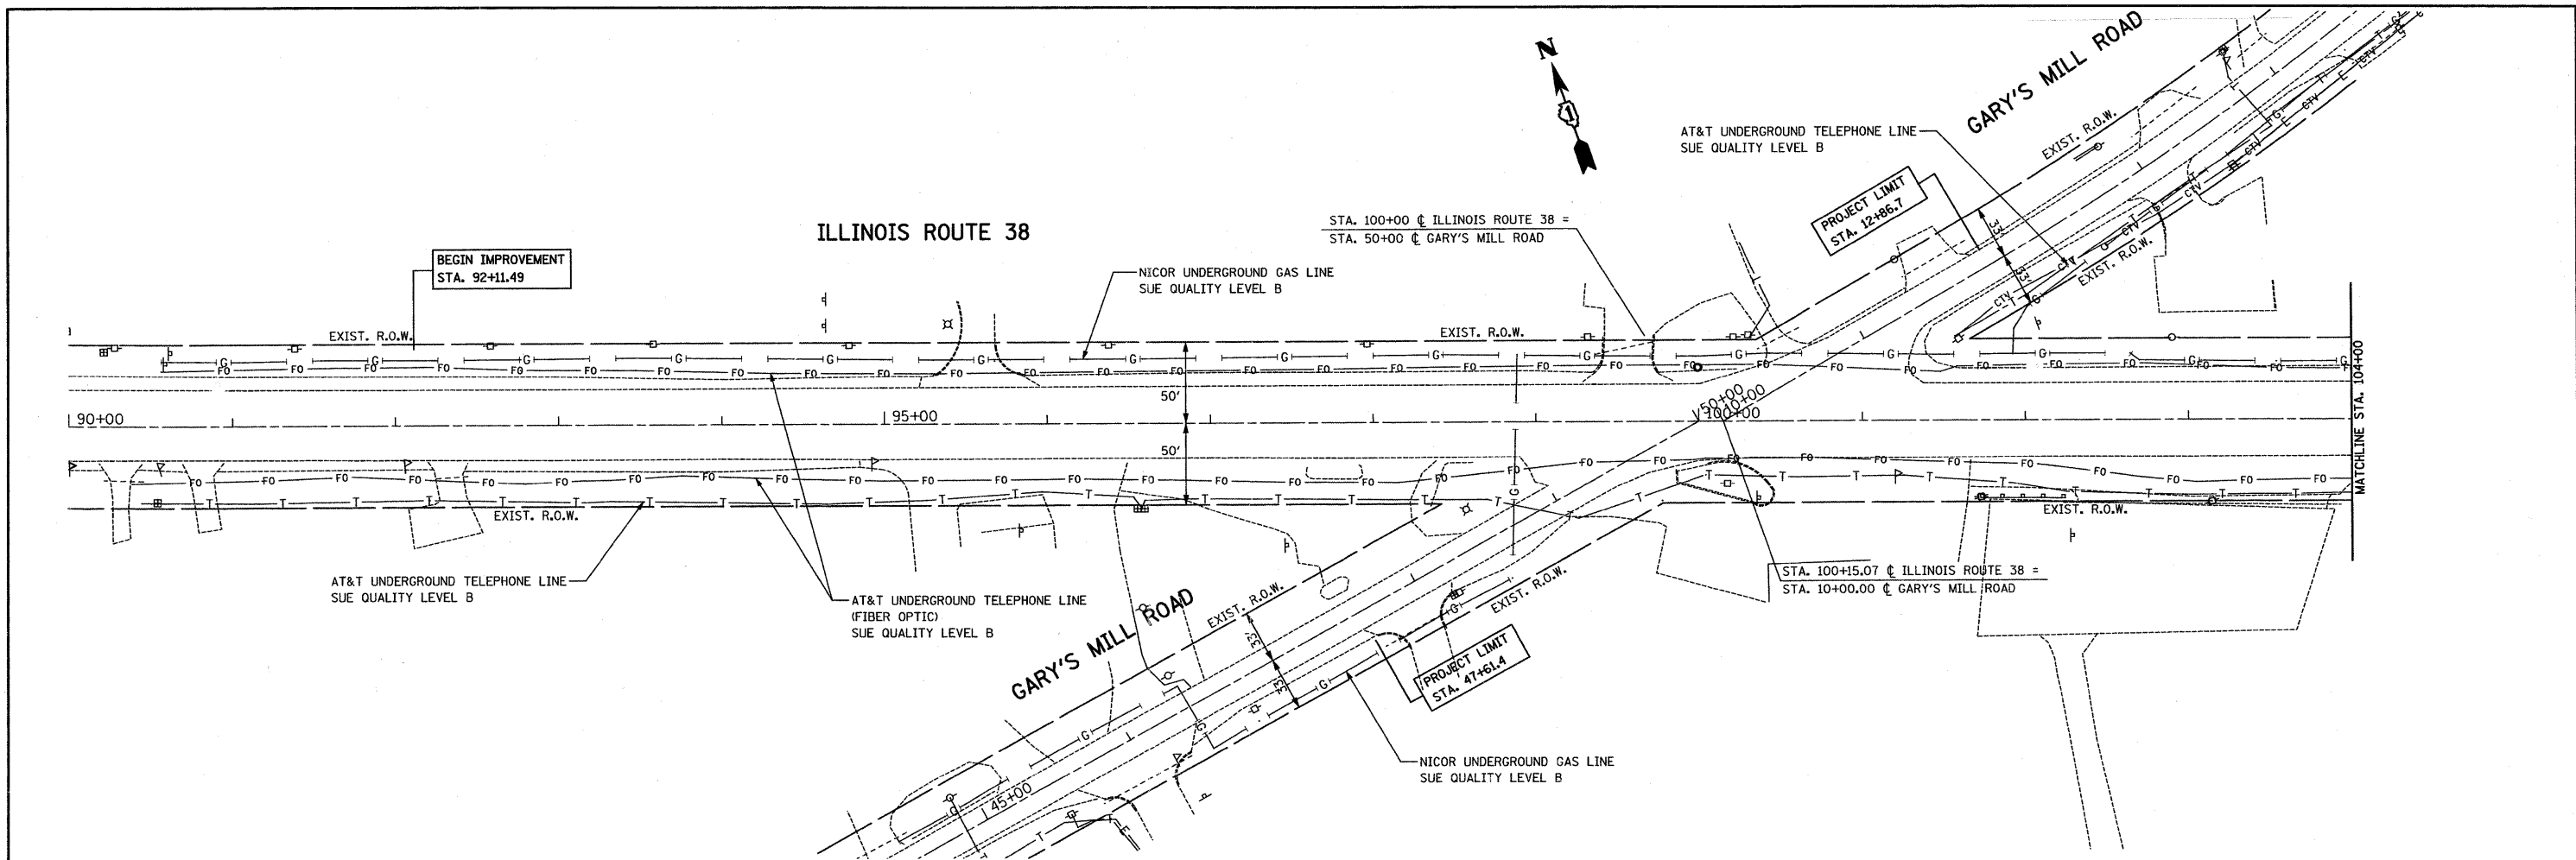 N
GARY'S MILL ROAD
AT&T UNDERGROUND TELEPHONE LINE
SUE QUALITY LEVEL B
EXIST. R.O.W.
PROJECT LIMIT
STA. 12+86.7
33'
33'
EXIST. R.O.W.
ILLINOIS ROUTE 38
STA. 100+00 ℄ ILLINOIS ROUTE 38 =
STA. 50+00 ℄ GARY'S MILL ROAD
BEGIN IMPROVEMENT
STA. 92+11.49
NICOR UNDERGROUND GAS LINE
SUE QUALITY LEVEL B
EXIST. R.O.W.
EXIST. R.O.W.
50'
50'
90+00
95+00
50+00
10+00
100+00
MATCHLINE STA. 104+00
EXIST. R.O.W.
EXIST. R.O.W.
AT&T UNDERGROUND TELEPHONE LINE
SUE QUALITY LEVEL B
AT&T UNDERGROUND TELEPHONE LINE
(FIBER OPTIC)
SUE QUALITY LEVEL B
STA. 100+15.07 ℄ ILLINOIS ROUTE 38 =
STA. 10+00.00 ℄ GARY'S MILL ROAD
GARY'S MILL ROAD
EXIST. R.O.W.
EXIST. R.O.W.
33'
33'
PROJECT LIMIT
STA. 47+61.4
NICOR UNDERGROUND GAS LINE
SUE QUALITY LEVEL B
45+00